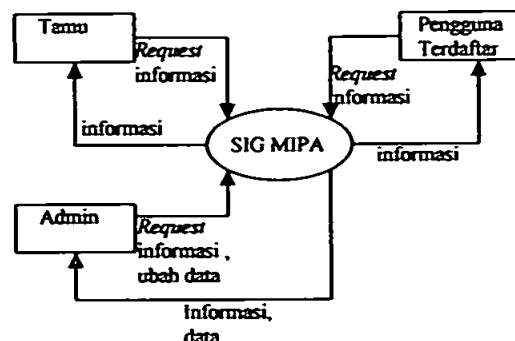 Tamu
Request
informasi
informasi
Pengguna
Terdaftar
Request
informasi
informasi
SIG MIPA
Admin
Request
informasi ,
ubah data
Informasi,
data